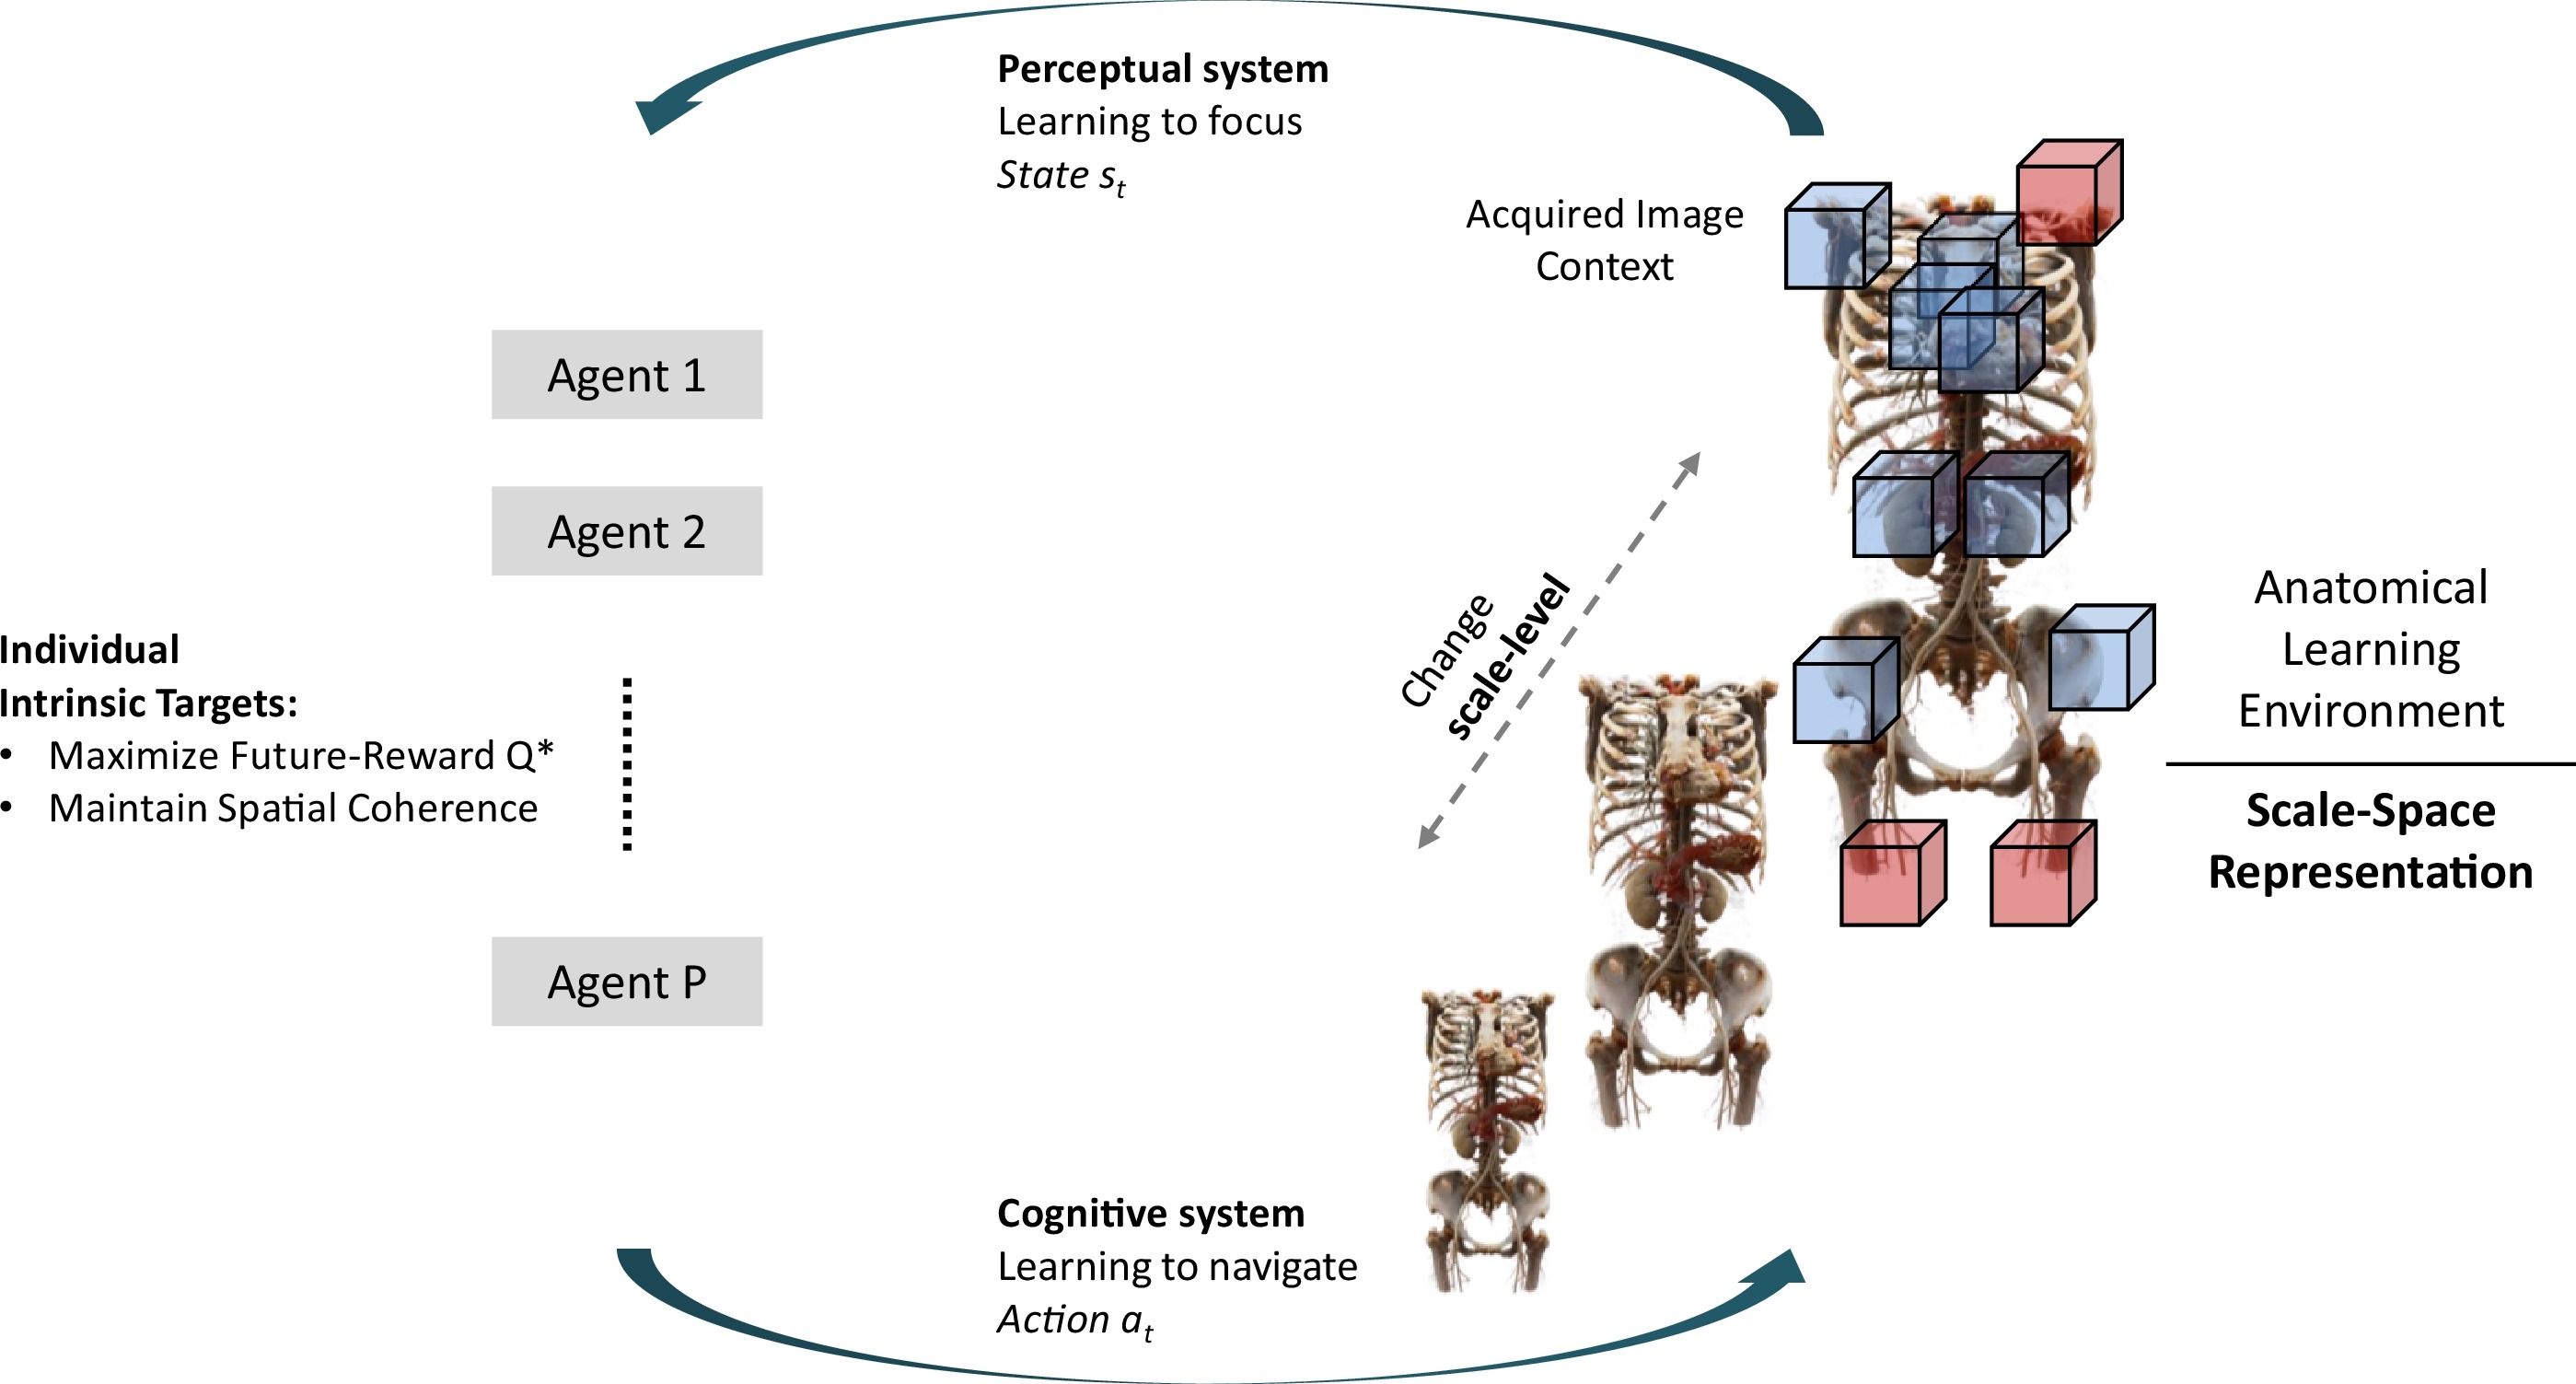 Perceptual system
Learning to focus
State sₜ
Acquired Image
Context
Agent 1
Agent 2
Individual
Intrinsic Targets:
• Maximize Future-Reward Q*
• Maintain Spatial Coherence
Agent P
Change
scale-level
Anatomical
Learning
Environment
Scale-Space
Representation
Cognitive system
Learning to navigate
Action aₜ